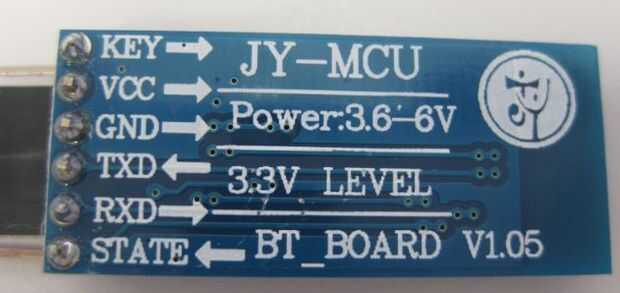 KEY
VCC
GND
TXD
RXD
STATE
JY-MCU
Power:3.6-6V
3.3V LEVEL
BT_BOARD V1.05